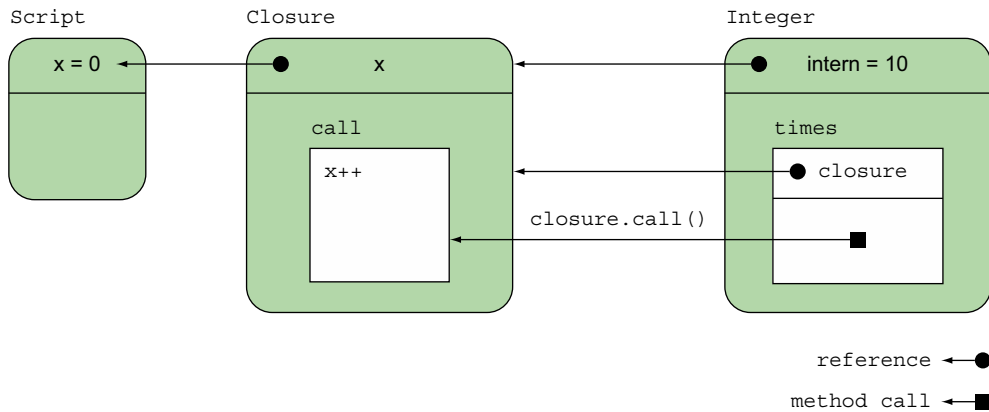 Script
Closure
Integer
x = 0
x
intern = 10
call
times
x++
closure
closure.call()
reference
method call